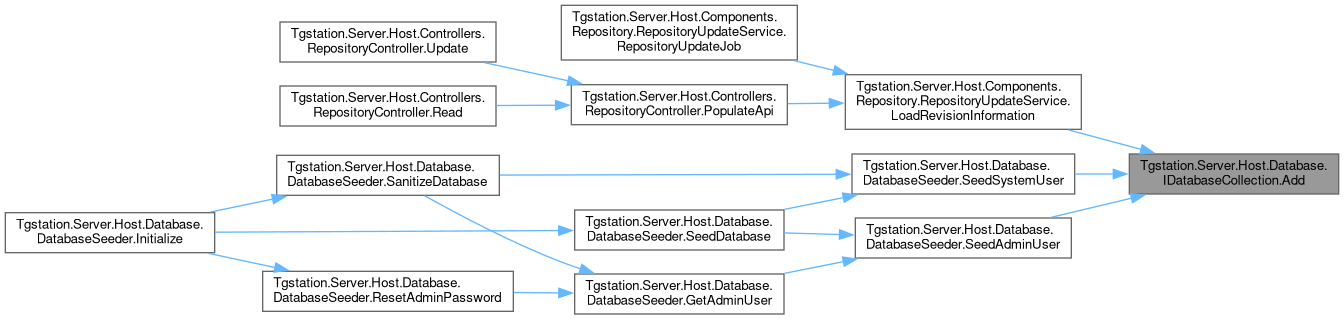 Tgstation.Server.Host.Controllers.
RepositoryController.Update
Tgstation.Server.Host.Components.
Repository.RepositoryUpdateService.
RepositoryUpdateJob
Tgstation.Server.Host.Controllers.
RepositoryController.Read
Tgstation.Server.Host.Controllers.
RepositoryController.PopulateApi
Tgstation.Server.Host.Components.
Repository.RepositoryUpdateService.
LoadRevisionInformation
Tgstation.Server.Host.Database.
IDatabaseCollection.Add
Tgstation.Server.Host.Database.
DatabaseSeeder.SanitizeDatabase
Tgstation.Server.Host.Database.
DatabaseSeeder.SeedSystemUser
Tgstation.Server.Host.Database.
DatabaseSeeder.Initialize
Tgstation.Server.Host.Database.
DatabaseSeeder.SeedDatabase
Tgstation.Server.Host.Database.
DatabaseSeeder.SeedAdminUser
Tgstation.Server.Host.Database.
DatabaseSeeder.ResetAdminPassword
Tgstation.Server.Host.Database.
DatabaseSeeder.GetAdminUser